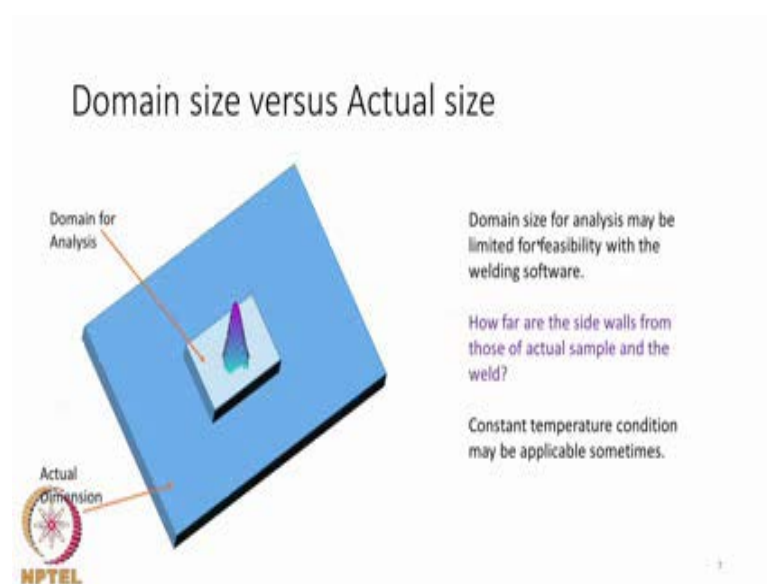 Domain size versus Actual size
Domain for
Analysis
Domain size for analysis may be
limited for feasibility with the
welding software.
How far are the side walls from
those of actual sample and the
weld?
Constant temperature condition
may be applicable sometimes.
Actual
Dimension
NPTEL